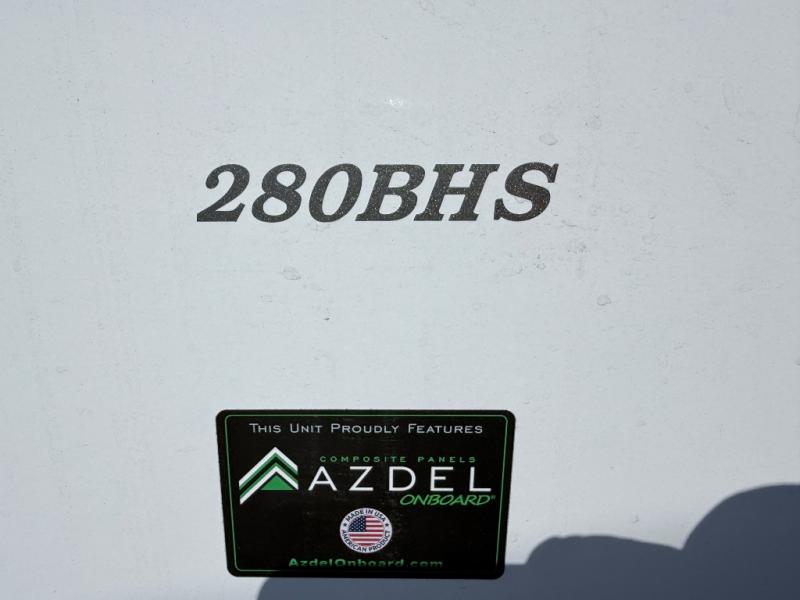 280BHS
This Unit Proudly Features
COMPOSITE PANELS
AZDEL
ONBOARD®
MADE IN USA
AMERICAN PRODUCT
AzdelOnboard.com